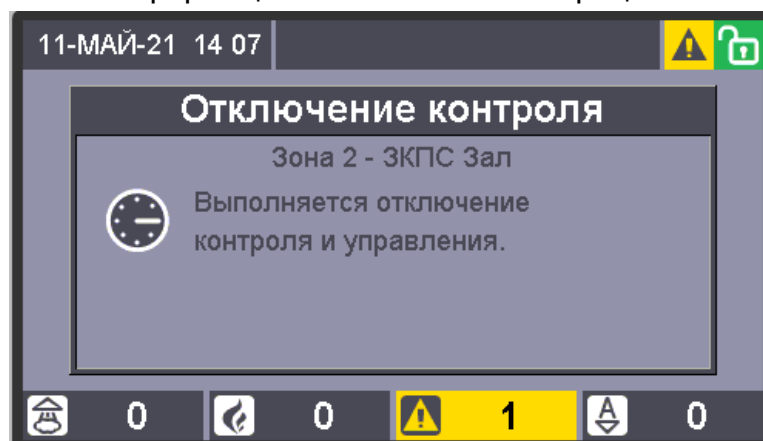 11-МАЙ-21 14 07
Отключение контроля
Зона 2 - ЗКПС Зал
Выполняется отключение
контроля и управления.
0 0 1 A 0